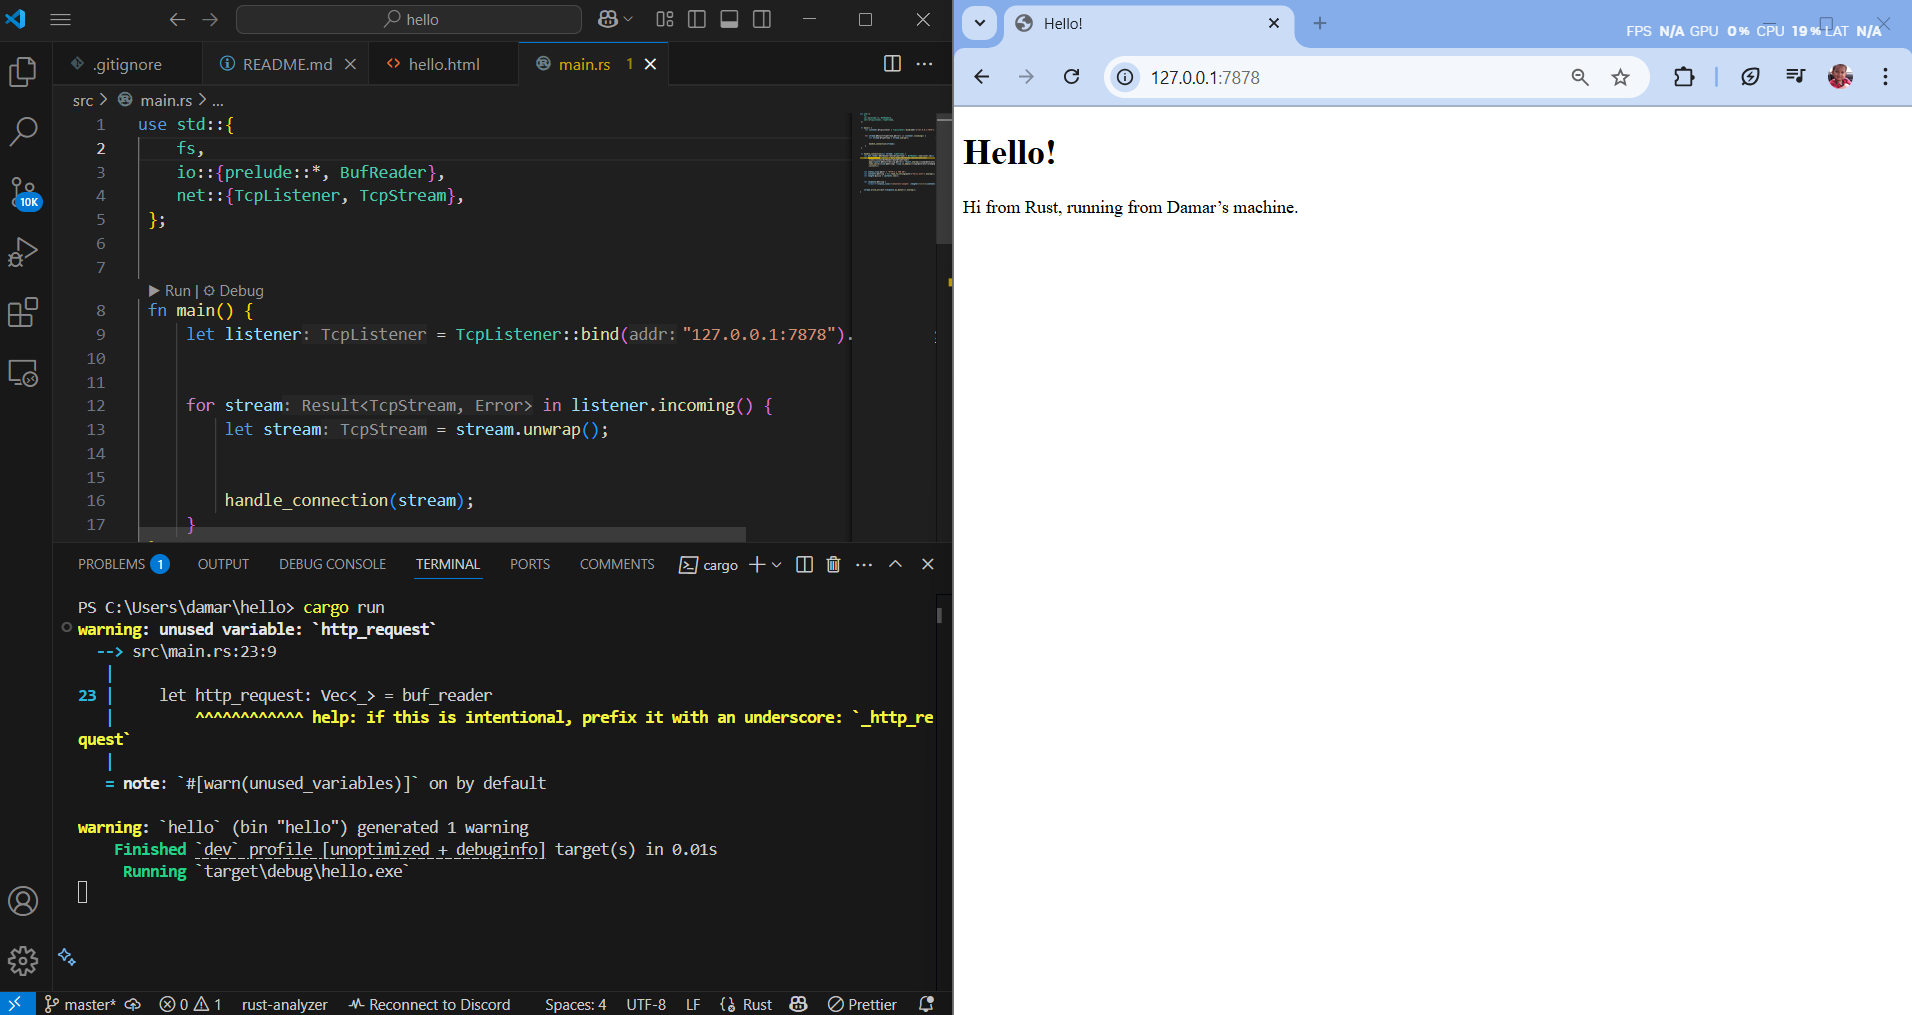 hello
.gitignore
README.md
hello.html
main.rs 1
src > main.rs > ...
1 use std::{
2 fs,
3 io::{prelude::*, BufReader},
4 net::{TcpListener, TcpStream},
5 };
6
7
Run | Debug
8 fn main() {
9 let listener: TcpListener = TcpListener::bind(addr: "127.0.0.1:7878").
10
11
12 for stream: Result<TcpStream, Error> in listener.incoming() {
13 let stream: TcpStream = stream.unwrap();
14
15
16 handle_connection(stream);
17 }
10K
PROBLEMS 1 OUTPUT DEBUG CONSOLE TERMINAL PORTS COMMENTS cargo
PS C:\Users\damar\hello> cargo run
warning: unused variable: `http_request`
--> src\main.rs:23:9
|
23 | let http_request: Vec<_> = buf_reader
| ^^^^^^^^^^^^ help: if this is intentional, prefix it with an underscore: `_http_re
quest`
|
= note: `#[warn(unused_variables)]` on by default
warning: `hello` (bin "hello") generated 1 warning
Finished `dev` profile [unoptimized + debuginfo] target(s) in 0.01s
Running `target\debug\hello.exe`
master* 0 1 rust-analyzer Reconnect to Discord Spaces: 4 UTF-8 LF Rust Prettier
Hello!
FPS N/A GPU 0% CPU 19% LAT N/A
127.0.0.1:7878
Hello!
Hi from Rust, running from Damar’s machine.